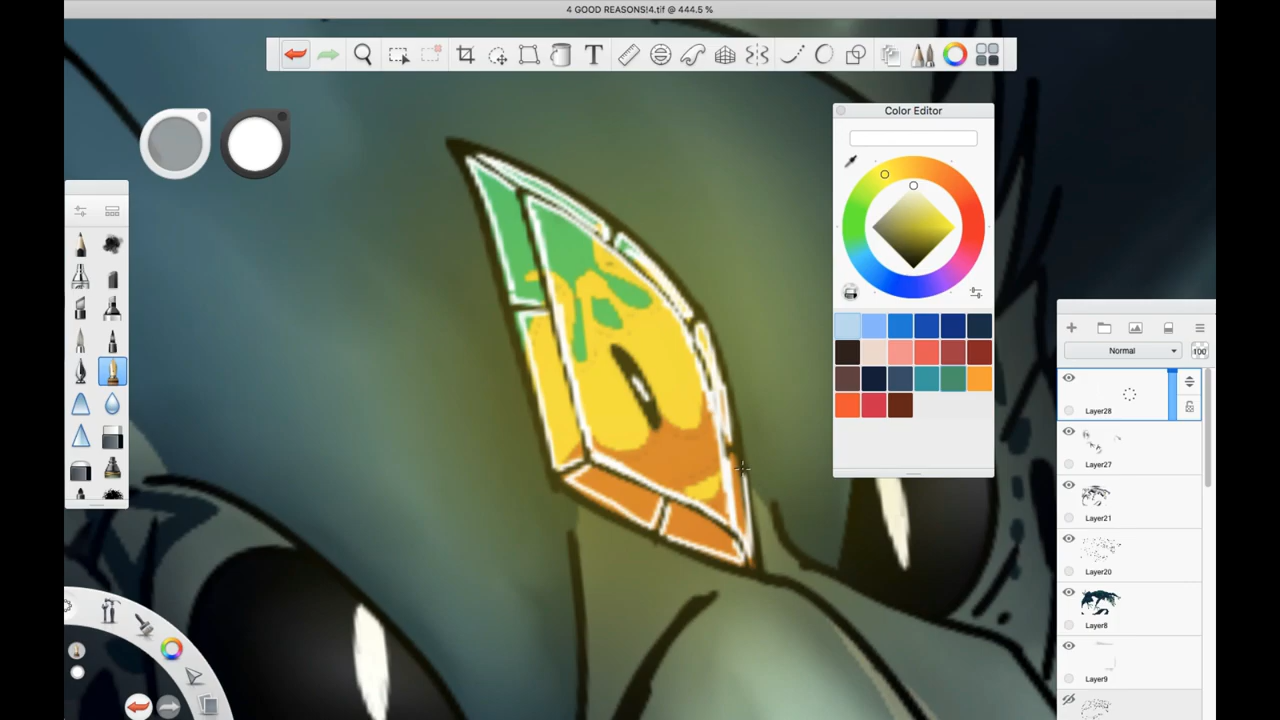 4 GOOD REASONS!4.tif @ 444.5 %
T
Color Editor
Normal
100
Layer28
Layer27
Layer21
Layer20
Layer8
Layer9